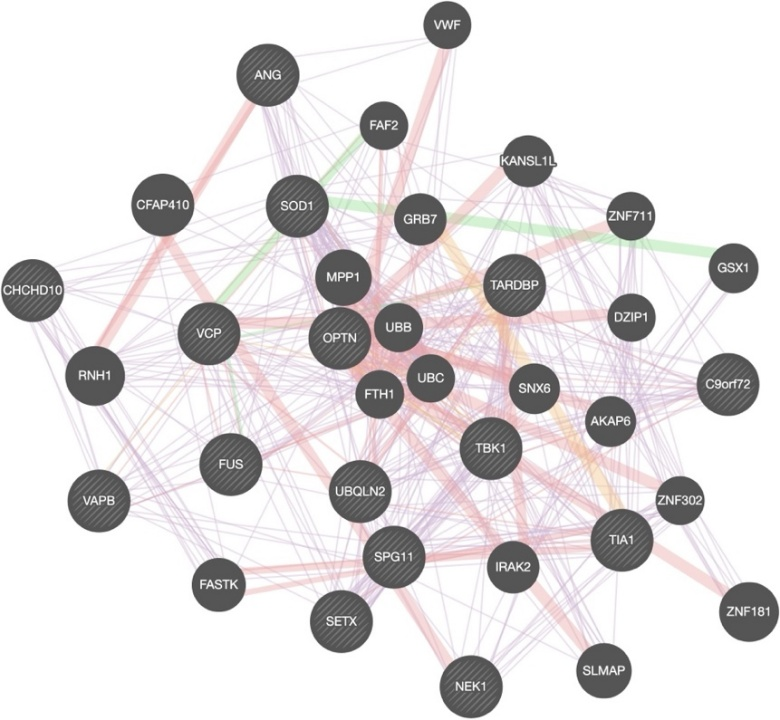 VWF
ANG
FAF2
KANSL1L
CFAP410
SOD1
GRB7
ZNF711
GSX1
MPP1
TARDBP
CHCHD10
VCP
OPTN
UBB
DZIP1
RNH1
FTH1
UBC
SNX6
C9orf72
AKAP6
FUS
TBK1
VAPB
UBQLN2
ZNF302
TIA1
SPG11
IRAK2
FASTK
ZNF181
SETX
NEK1
SLMAP